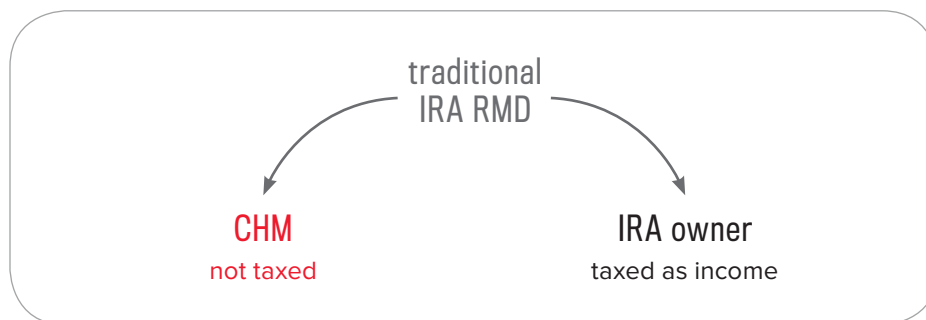 traditional
IRA RMD
CHM
not taxed
IRA owner
taxed as income